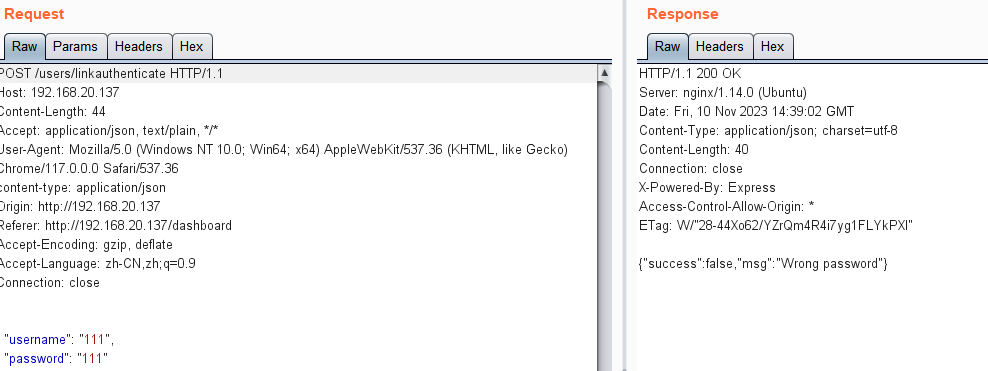 Request
Raw Params Headers Hex
POST /users/linkauthenticate HTTP/1.1
Host: 192.168.20.137
Content-Length: 44
Accept: application/json, text/plain, */*
User-Agent: Mozilla/5.0 (Windows NT 10.0; Win64; x64) AppleWebKit/537.36 (KHTML, like Gecko)
Chrome/117.0.0.0 Safari/537.36
content-type: application/json
Origin: http://192.168.20.137
Referer: http://192.168.20.137/dashboard
Accept-Encoding: gzip, deflate
Accept-Language: zh-CN,zh;q=0.9
Connection: close
"username": "111",
"password": "111"
Response
Raw Headers Hex
HTTP/1.1 200 OK
Server: nginx/1.14.0 (Ubuntu)
Date: Fri, 10 Nov 2023 14:39:02 GMT
Content-Type: application/json; charset=utf-8
Content-Length: 40
Connection: close
X-Powered-By: Express
Access-Control-Allow-Origin: *
ETag: W/"28-44Xo62/YZrQm4R4i7yg1FLYkPXI"
{"success":false,"msg":"Wrong password"}